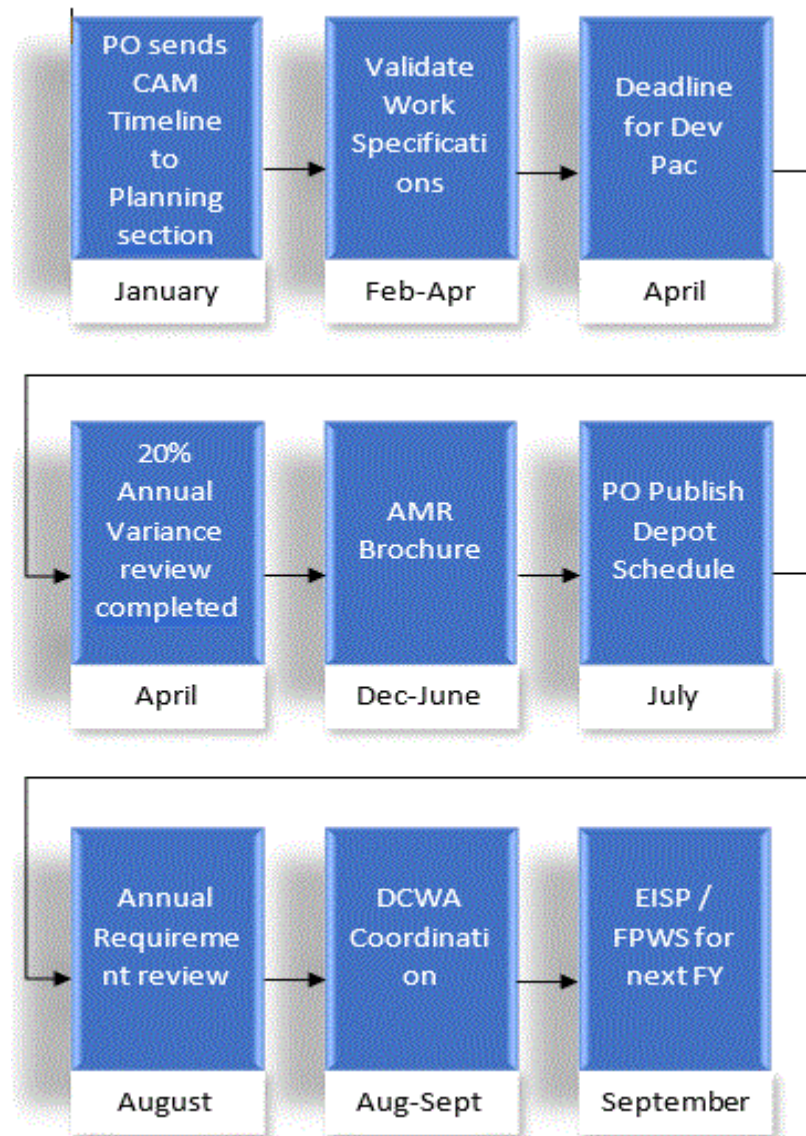 PO sends
CAM
Timeline
to
Planning
section
January
Validate
Work
Specificati
ons
Feb-Apr
Deadline
for Dev
Pac
April
20%
Annual
Variance
review
completed
April
AMR
Brochure
Dec-June
PO Publish
Depot
Schedule
July
Annual
Requireme
nt review
August
DCWA
Coordinati
on
Aug-Sept
EISP /
FPWS for
next FY
September